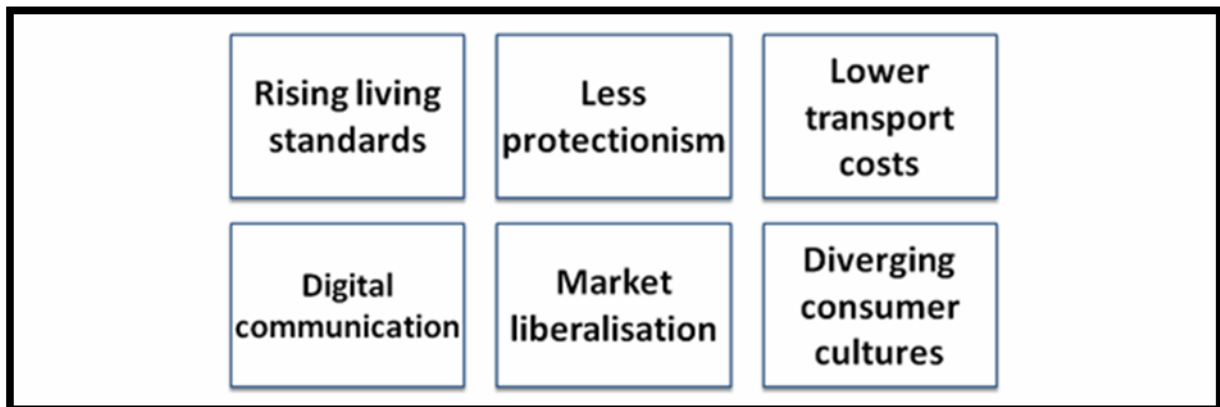 Rising living
standards
Less
protectionism
Lower
transport
costs
Digital
communication
Market
liberalisation
Diverging
consumer
cultures